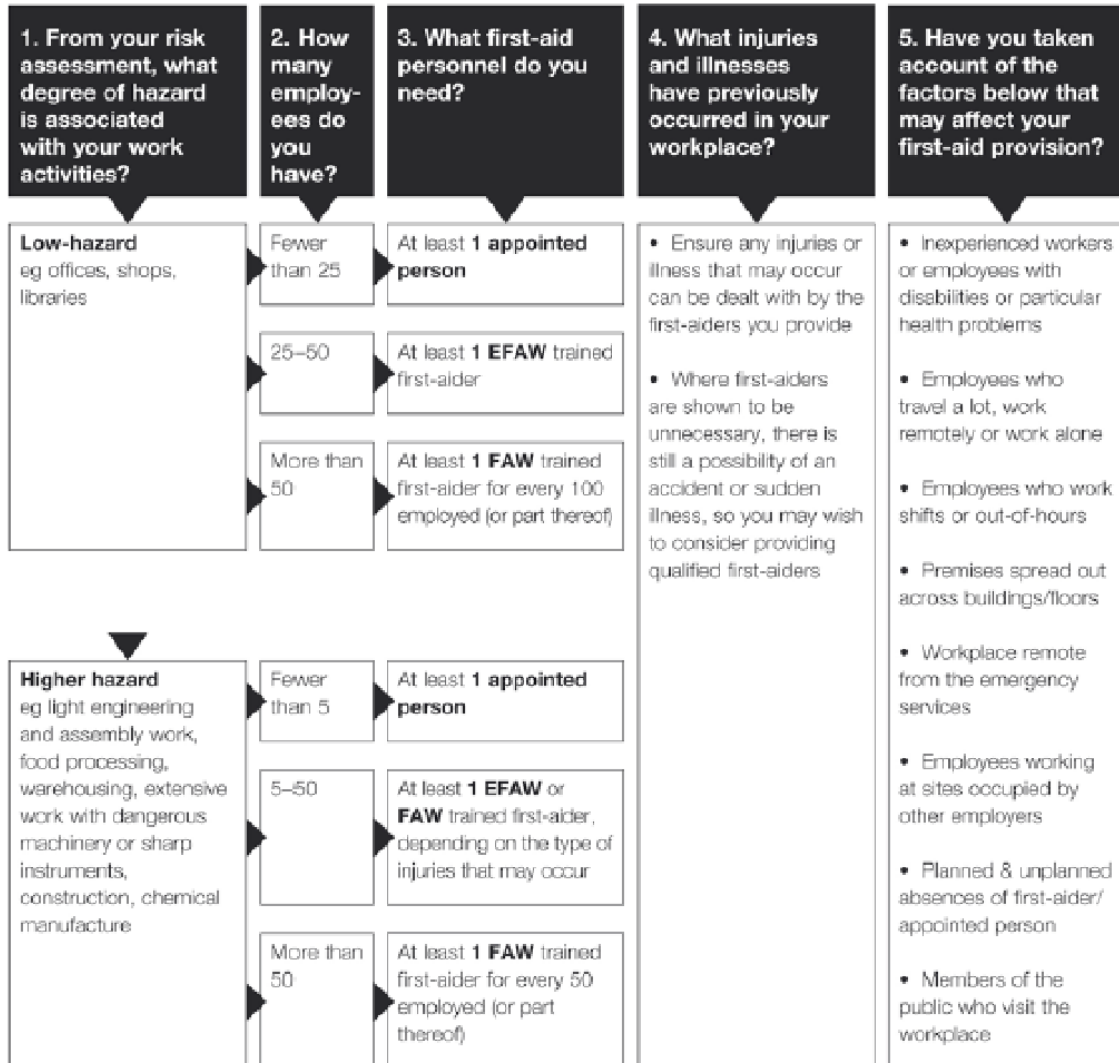 1. From your risk
assessment, what
degree of hazard
is associated
with your work
activities?
2. How
many
employ-
ees do
you
have?
3. What first-aid
personnel do you
need?
4. What injuries
and illnesses
have previously
occurred in your
workplace?
5. Have you taken
account of the
factors below that
may affect your
first-aid provision?
Low-hazard
eg offices, shops,
libraries
Fewer
than 25
At least 1 appointed
person
25–50
At least 1 EFAW trained
first-aider
More than
50
At least 1 FAW trained
first-aider for every 100
employed (or part thereof)
Higher hazard
eg light engineering
and assembly work,
food processing,
warehousing, extensive
work with dangerous
machinery or sharp
instruments,
construction, chemical
manufacture
Fewer
than 5
At least 1 appointed
person
5–50
At least 1 EFAW or
FAW trained first-aider,
depending on the type of
injuries that may occur
More than
50
At least 1 FAW trained
first-aider for every 50
employed (or part
thereof)
• Ensure any injuries or
illness that may occur
can be dealt with by the
first-aiders you provide
• Where first-aiders
are shown to be
unnecessary, there is
still a possibility of an
accident or sudden
illness, so you may wish
to consider providing
qualified first-aiders
• Inexperienced workers
or employees with
disabilities or particular
health problems
• Employees who
travel a lot, work
remotely or work alone
• Employees who work
shifts or out-of-hours
• Premises spread out
across buildings/floors
• Workplace remote
from the emergency
services
• Employees working
at sites occupied by
other employers
• Planned & unplanned
absences of first-aider/
appointed person
• Members of the
public who visit the
workplace